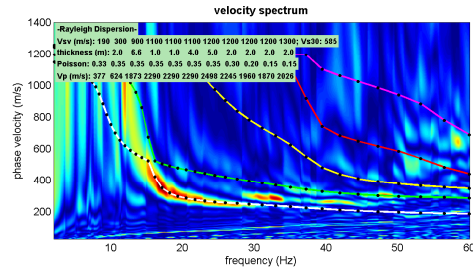 velocity spectrum
-Rayleigh Dispersion-
Vsv (m/s): 190 300 900 1100 1100 1200 1100 1200 1200 1300; Vs30: 585
thickness (m): 2.0 6.6 1.0 1.0 4.0 5.0 2.0 2.0 2.0 2.0
Poisson: 0.33 0.35 0.35 0.35 0.35 0.35 0.30 0.20 0.15 0.15
Vp (m/s): 377 624 1873 2290 2290 2498 2245 1960 1870 2026
1400
1200
1000
800
600
400
200
phase velocity (m/s)
10 20 30 40 50 60
frequency (Hz)